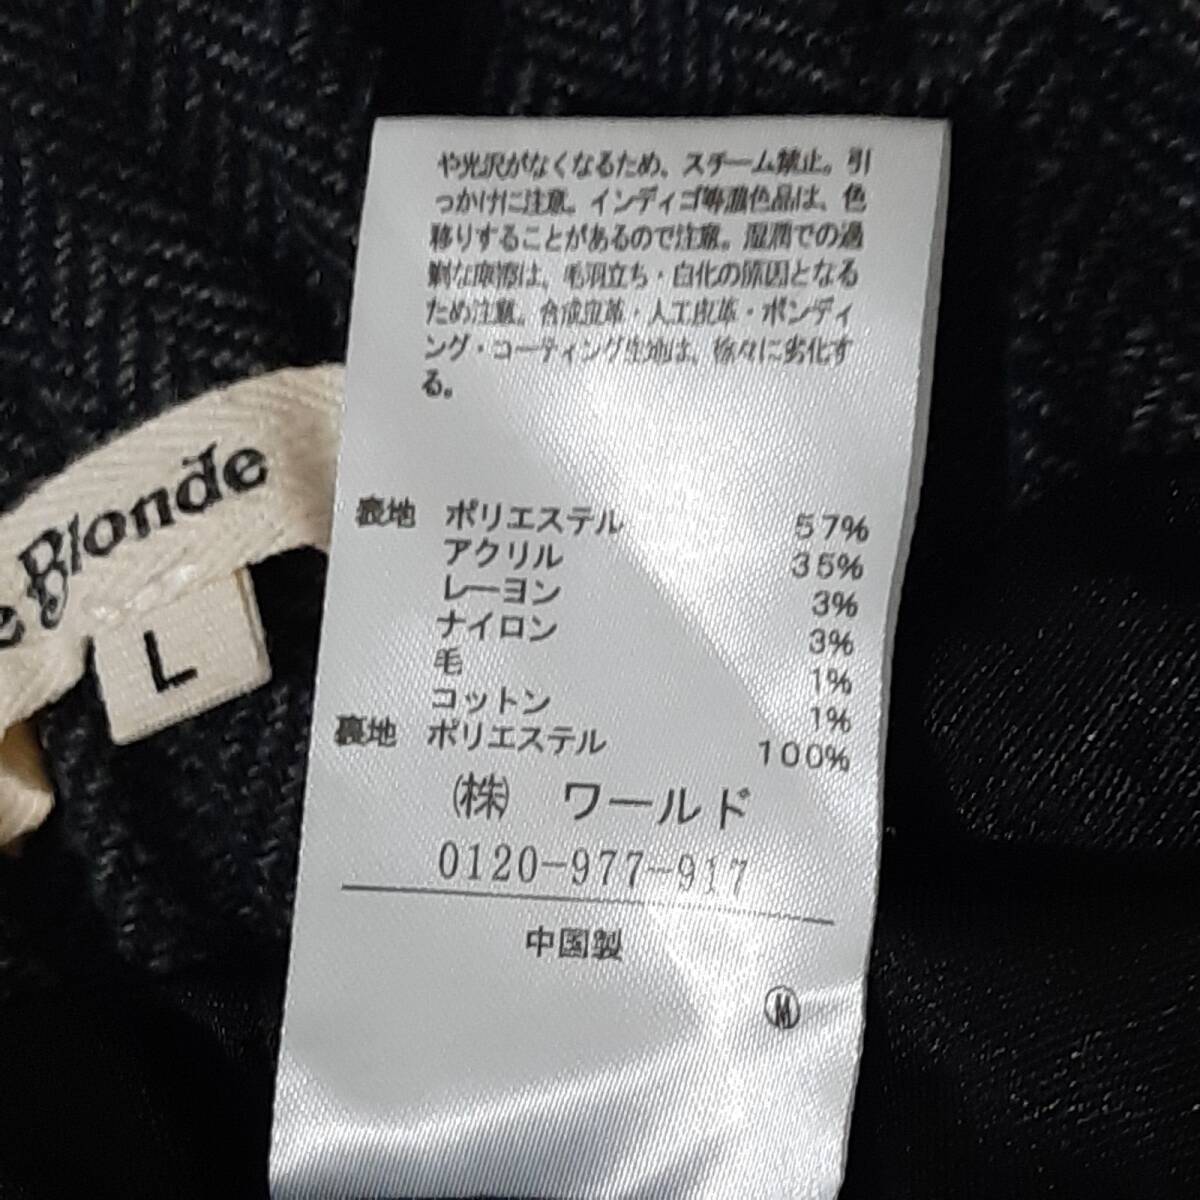 や光沢がなくなるため、スチーム禁止。引
っかけに注意。インディゴ等濃色品は、色
移りすることがあるので注意。湿潤での過
剰な摩擦は、毛羽立ち・白化の原因となる
ため注意。合成皮革・人工皮革・ボンディ
ング・コーティング生地は、徐々に劣化す
る。
表地 ポリエステル 57%
アクリル 35%
レーヨン 3%
ナイロン 3%
毛 1%
コットン 1%
裏地 ポリエステル 100%
(株) ワールド
0120-977-917
中国製
Ⓜ
e Blonde
L